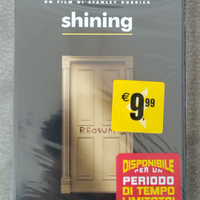 UN FILM DI STANLEY KUBRICK
shining
€9,99
REDRUM
DISPONIBILE
PER UN
PERIODO
DI TEMPO
LIMITATO!